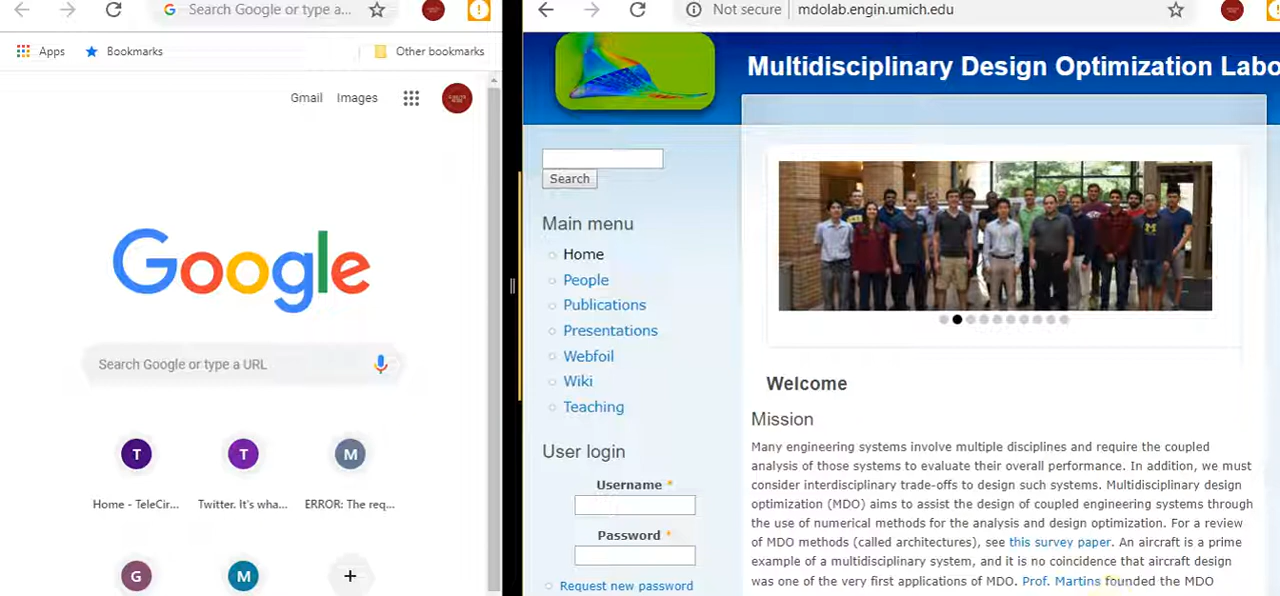 Search Google or type a...
Apps
Bookmarks
Other bookmarks
Gmail
Images
Google
Search Google or type a URL
T
T
M
Home - TeleCir...
Twitter. It's wha...
ERROR: The req...
G
M
Not secure
mdolab.engin.umich.edu
Multidisciplinary Design Optimization Labo
Search
Main menu
Home
People
Publications
Presentations
Webfoil
Wiki
Teaching
User login
Username *
Password *
Request new password
Welcome
Mission
Many engineering systems involve multiple disciplines and require the coupled
analysis of those systems to evaluate their overall performance. In addition, we must
consider interdisciplinary trade-offs to design such systems. Multidisciplinary design
optimization (MDO) aims to assist the design of coupled engineering systems through
the use of numerical methods for the analysis and design optimization. For a review
of MDO methods (called architectures), see this survey paper. An aircraft is a prime
example of a multidisciplinary system, and it is no coincidence that aircraft design
was one of the very first applications of MDO. Prof. Martins founded the MDO